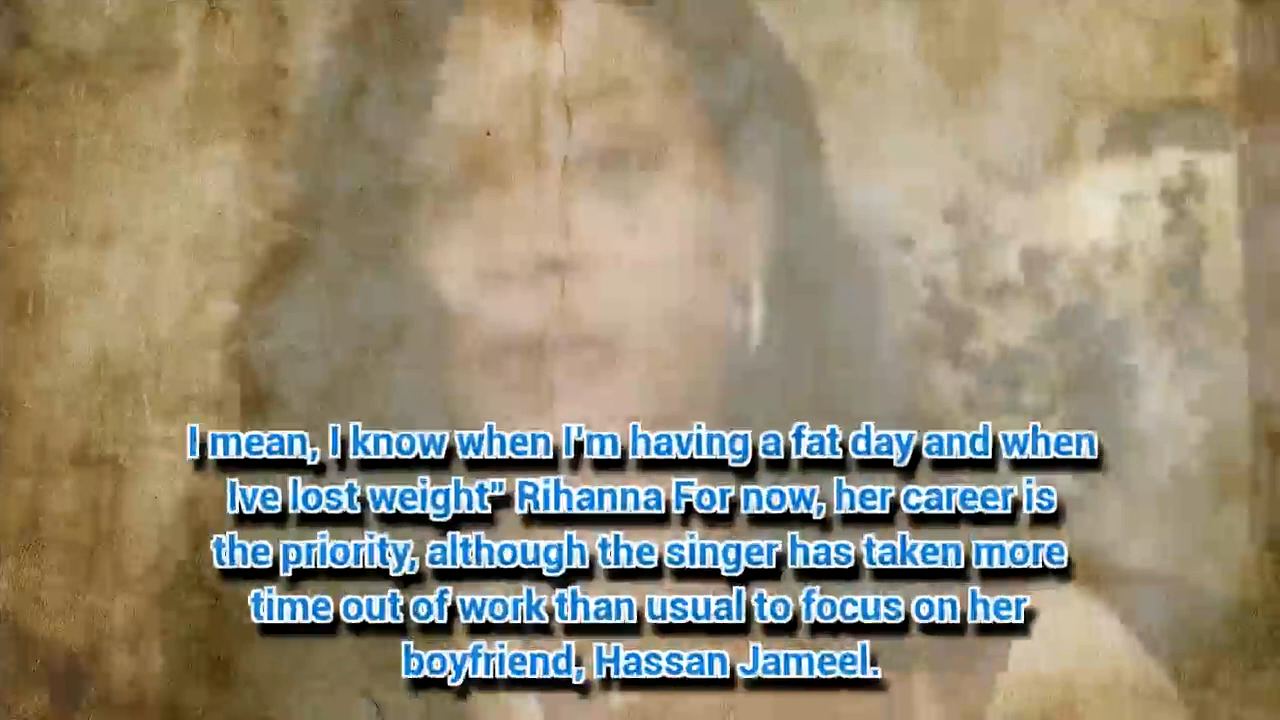 I mean, I know when I'm having a fat day and when
Ive lost weight" Rihanna For now, her career is
the priority, although the singer has taken more
time out of work than usual to focus on her
boyfriend, Hassan Jameel.